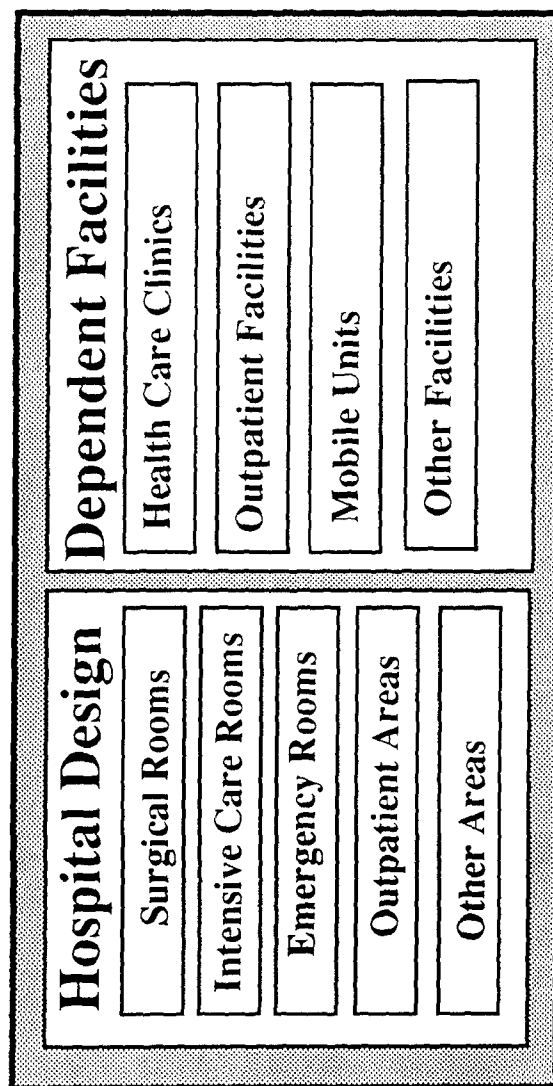 Hospital Design
Surgical Rooms
Intensive Care Rooms
Emergency Rooms
Outpatient Areas
Other Areas
Dependent Facilities
Health Care Clinics
Outpatient Facilities
Mobile Units
Other Facilities